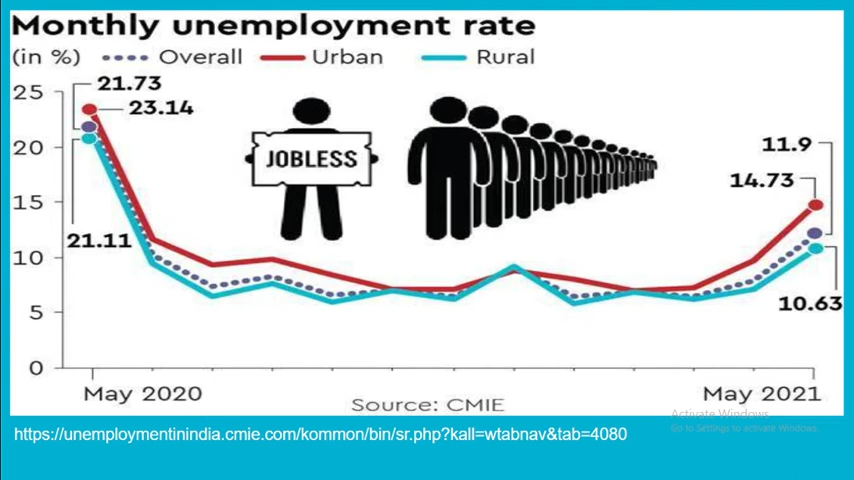 Monthly unemployment rate
(in %) Overall Urban Rural
25
20
15
10
5
0
21.73
23.14
21.11
JOBLESS
11.9
14.73
10.63
May 2020
May 2021
Source: CMIE
Activate Windows
Go to Settings to activate Windows.
https://unemploymentinindia.cmie.com/kommon/bin/sr.php?kall=wtabnav&tab=4080